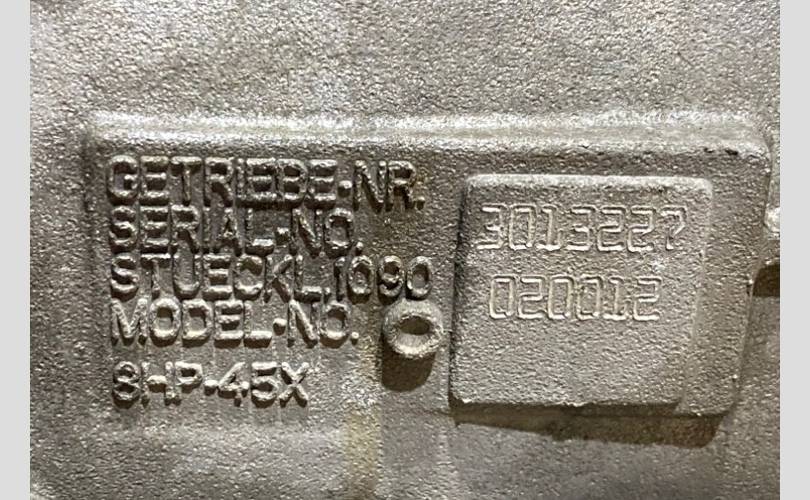 GETRIEBE-NR.
SERIAL-NO.
STUECKL.1090
MODEL-NO.
8HP-45X
3013227
020012